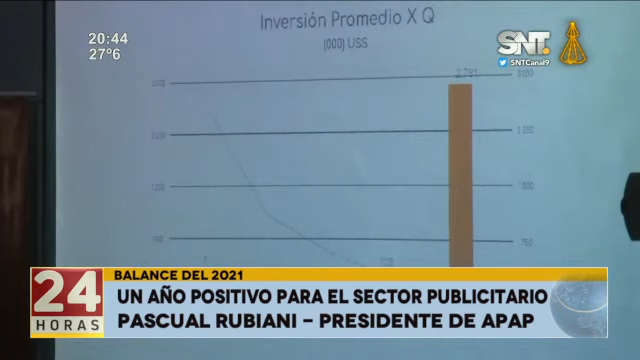 20:44
27°6
Inversión Promedio X Q
(000) US$
SNT
SNTCanal9
2.781
24
HORAS
BALANCE DEL 2021
UN AÑO POSITIVO PARA EL SECTOR PUBLICITARIO
PASCUAL RUBIANI – PRESIDENTE DE APAP